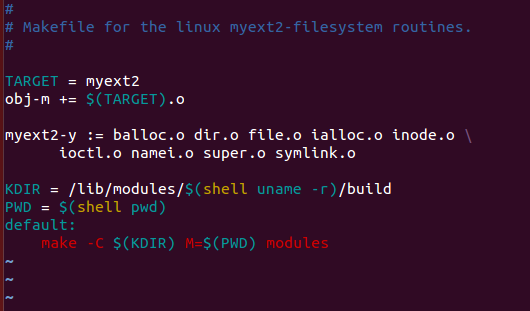 #
# Makefile for the linux myext2-filesystem routines.
#
TARGET = myext2
obj-m += $(TARGET).o
myext2-y := balloc.o dir.o file.o ialloc.o inode.o \
ioctl.o namei.o super.o symlink.o
KDIR = /lib/modules/$(shell uname -r)/build
PWD = $(shell pwd)
default:
make -C $(KDIR) M=$(PWD) modules
~
~
~